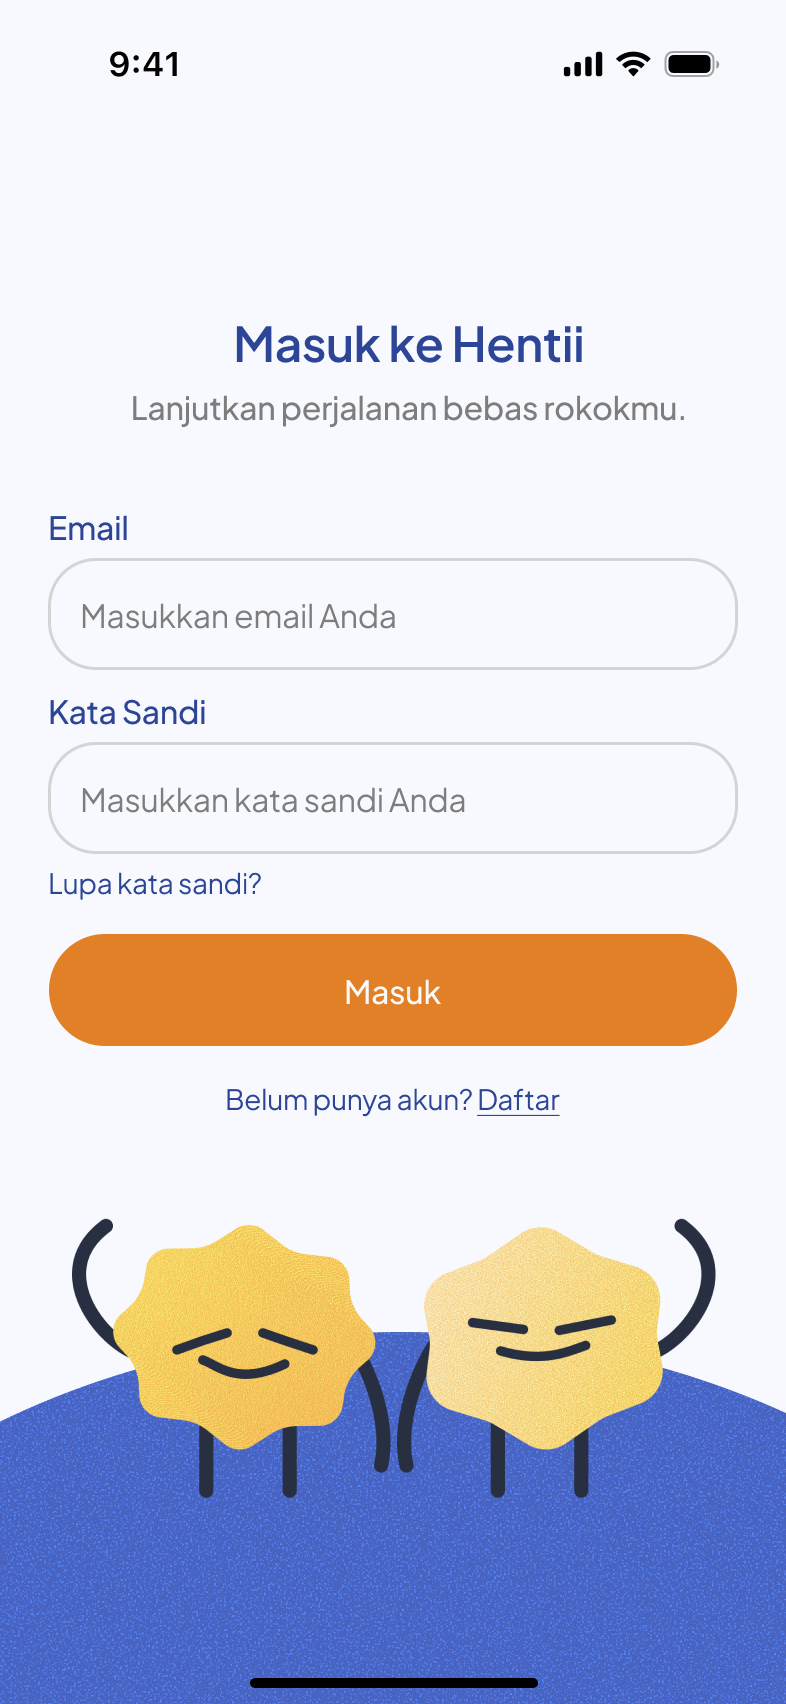 9:41
Masuk ke Hentii
Lanjutkan perjalanan bebas rokokmu.
Email
Masukkan email Anda
Kata Sandi
Masukkan kata sandi Anda
Lupa kata sandi?
Masuk
Belum punya akun? Daftar